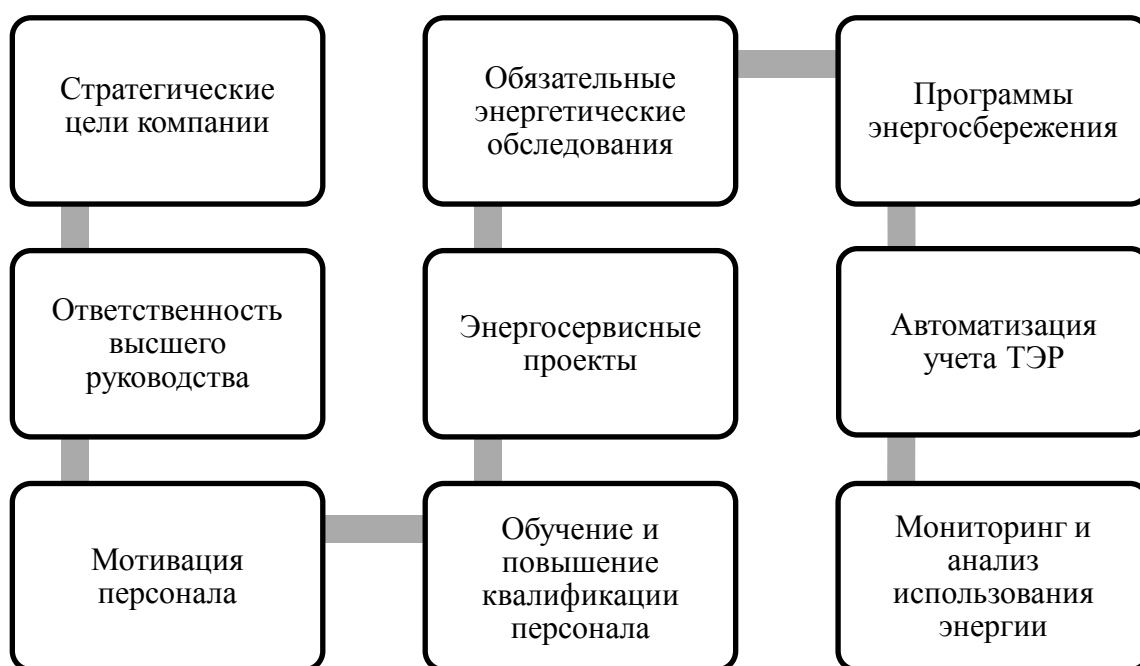 Стратегические
цели компании
Ответственность
высшего
руководства
Мотивация
персонала
Обучение и
повышение
квалификации
персонала
Энергосервисные
проекты
Обязательные
энергетические
обследования
Программы
энергосбережения
Автоматизация
учета ТЭР
Мониторинг и
анализ
использования
энергии